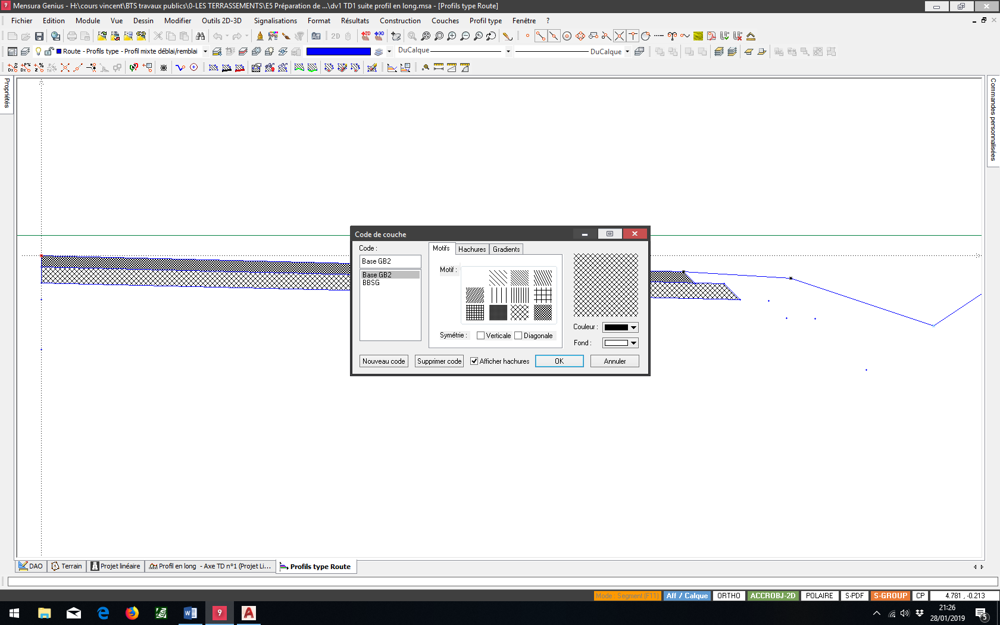 9 Mensura Genius - H:\cours vincent\BTS travaux publics\0-LES TERRASSEMENTS\E5 Préparation de ...\dv1 TD1 suite profil en long.msa - [Profils type Route]
Fichier Edition Module Vue Dessin Modifier Outils 2D-3D Signalisations Format Résultats Construction Couches Profil type Fenêtre ?
Aff 2D
Route - Profils type - Profil mixte déblai/remblai DuCalque DuCalque
Propriétés
Commandes personnalisées
Code de couche
Code :
Base GB2
Base GB2
BBSG
Motifs Hachures Gradients
Motif :
Symétrie : Verticale Diagonale
Couleur :
Fond :
Nouveau code Supprimer code Afficher hachures OK Annuler
DAO Terrain Projet linéaire Profil en long - Axe TD n°1 (Projet Li... Profils type Route
Mode : Segment (F11) Aff / Calque ORTHO ACCROBJ-2D POLAIRE S-PDF S-GROUP CP 4.781 , -0.213
9
21:26
28/01/2019
5